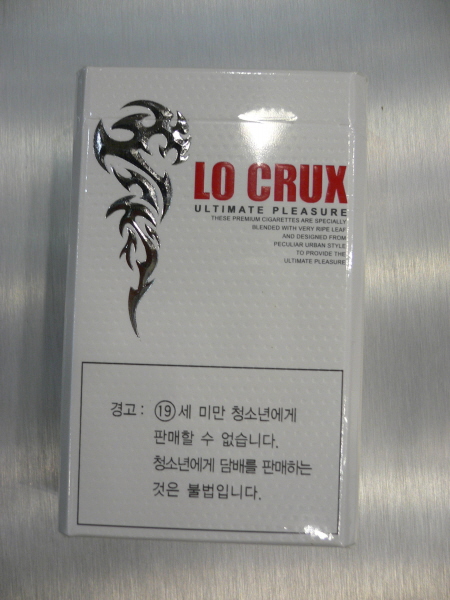 LO CRUX
ULTIMATE PLEASURE
THESE PREMIUM CIGARETTES ARE SPECIALLY
BLENDED WITH VERY RIPE LEAF
AND DESIGNED FROM
PECULIAR URBAN STYLE
TO PROVIDE THE
ULTIMATE PLEASURE
경고 : ⑲세 미만 청소년에게
판매할 수 없습니다.
청소년에게 담배를 판매하는
것은 불법입니다.